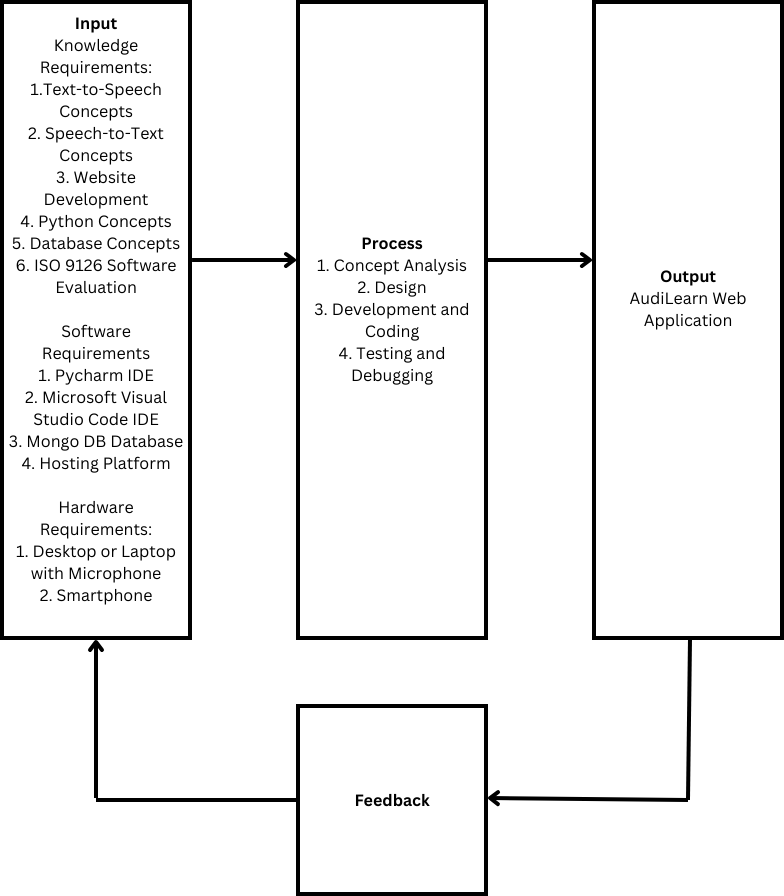 Input
Knowledge
Requirements:
1.Text-to-Speech
Concepts
2. Speech-to-Text
Concepts
3. Website
Development
4. Python Concepts
5. Database Concepts
6. ISO 9126 Software
Evaluation
Software
Requirements
1. Pycharm IDE
2. Microsoft Visual
Studio Code IDE
3. Mongo DB Database
4. Hosting Platform
Hardware
Requirements:
1. Desktop or Laptop
with Microphone
2. Smartphone
Process
1. Concept Analysis
2. Design
3. Development and
Coding
4. Testing and
Debugging
Output
AudiLearn Web
Application
Feedback